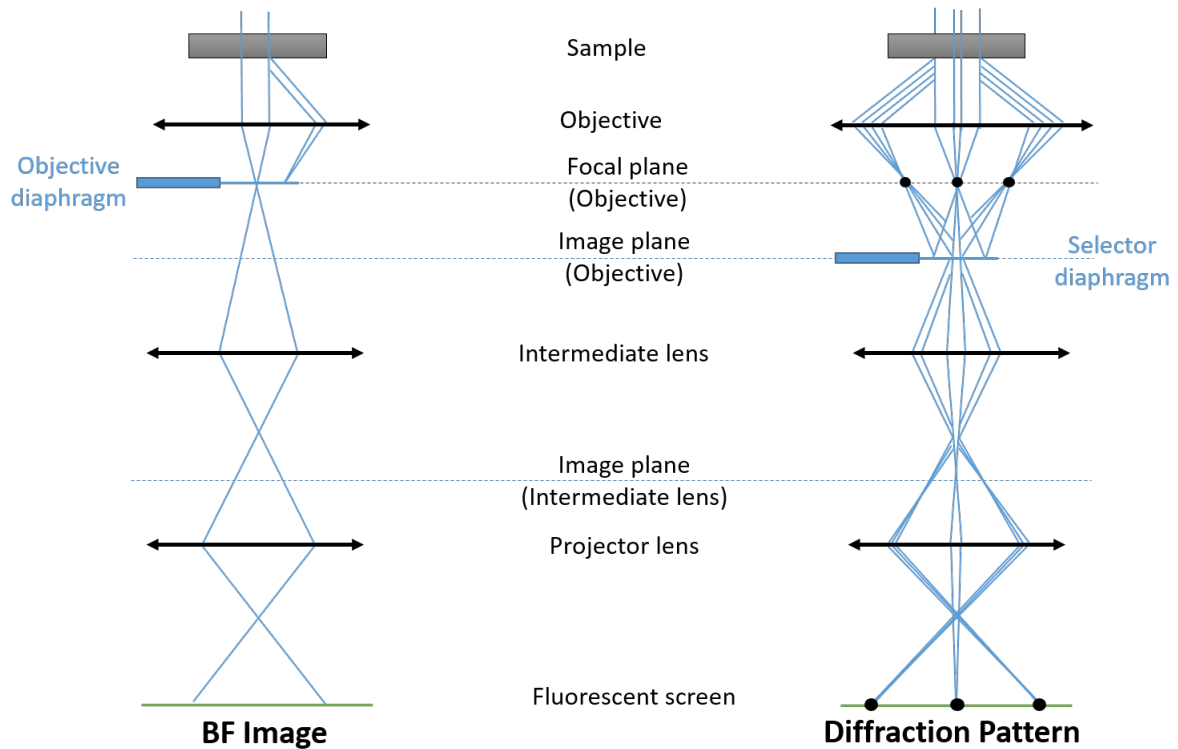 Sample
Objective
Objective
diaphragm
Focal plane
(Objective)
Image plane
(Objective)
Selector
diaphragm
Intermediate lens
Image plane
(Intermediate lens)
Projector lens
Fluorescent screen
BF Image
Diffraction Pattern